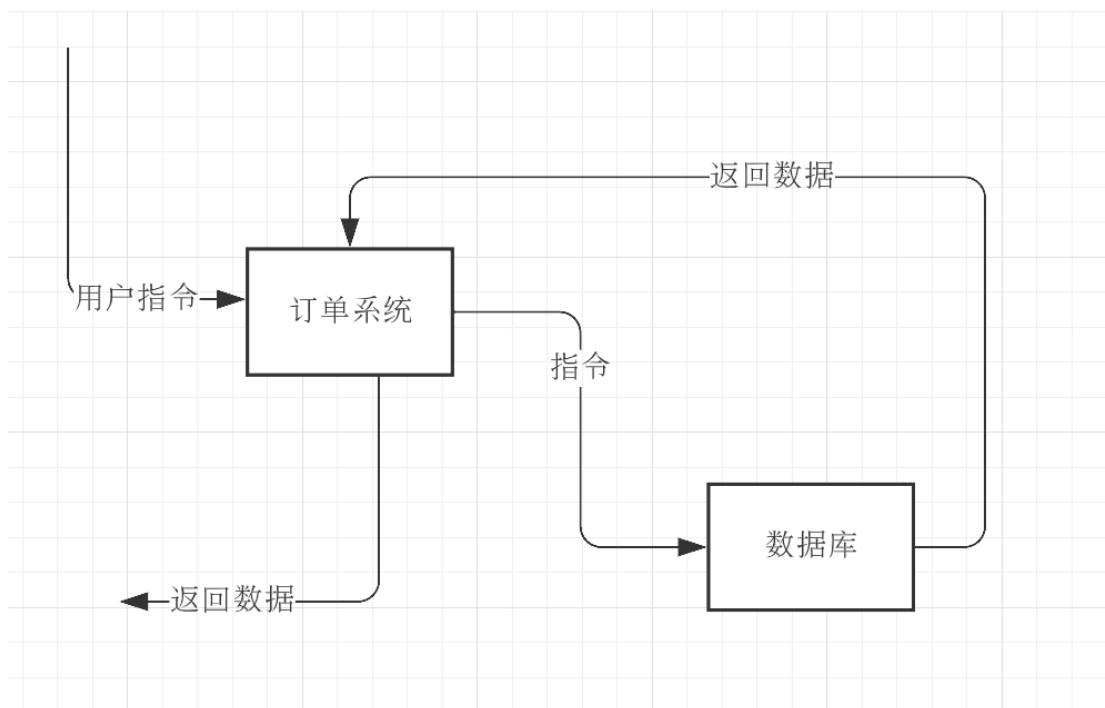 返回数据
用户指令
订单系统
指令
数据库
返回数据